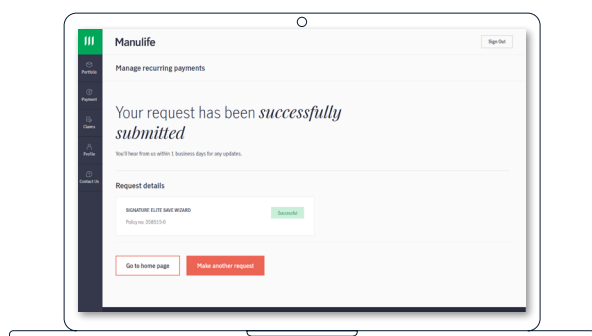 Manulife
Sign Out
Portfolio
Manage recurring payments
Payment
Your request has been successfully
submitted
Claims
Profile
You'll hear from us within 1 business days for any updates.
Contact Us
Request details
SIGNATURE ELITE SAVE WIZARD
Successful
Policy no.
Go to home page
Make another request